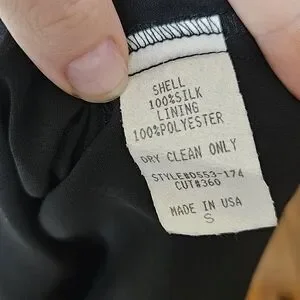 SHELL
100%SILK
LINING
100%POLYESTER
DRY CLEAN ONLY
STYLE#D553-174
CUT#360
MADE IN USA
S